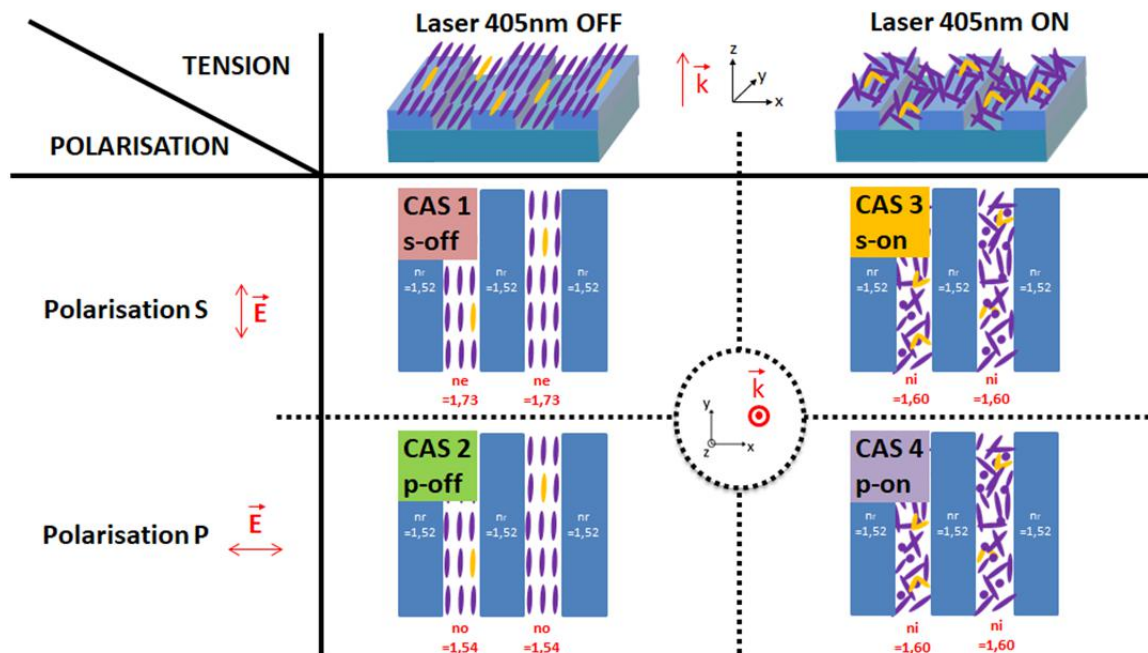 Laser 405nm OFF
Laser 405nm ON
TENSION
POLARISATION
k
z
y
x
CAS 1
s-off
nr
=1,52
nr
=1,52
nr
=1,52
ne
=1,73
ne
=1,73
CAS 3
s-on
nr
=1,52
nr
=1,52
nr
=1,52
ni
=1,60
ni
=1,60
Polarisation S
E
k
y
z
x
CAS 2
p-off
nr
=1,52
nr
=1,52
nr
=1,52
no
=1,54
no
=1,54
CAS 4
p-on
nr
=1,52
nr
=1,52
nr
=1,52
ni
=1,60
ni
=1,60
Polarisation P
E